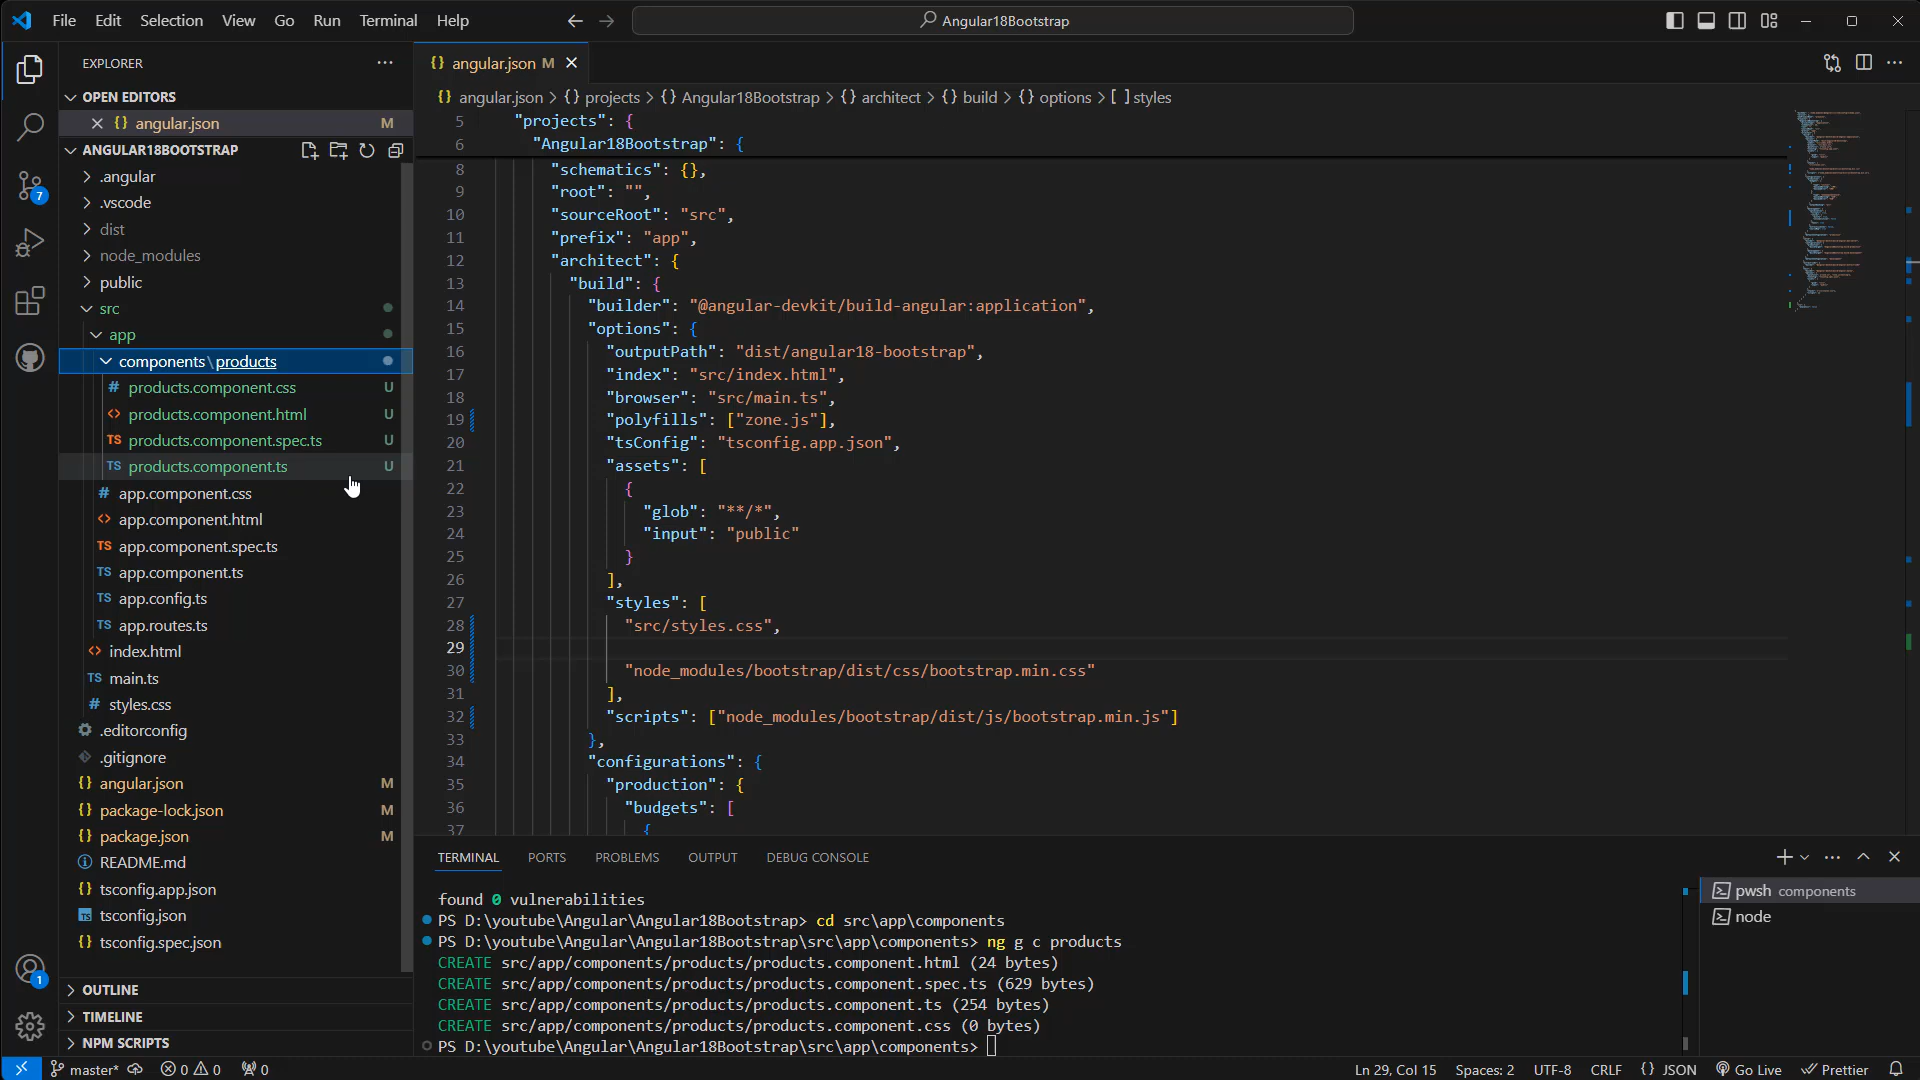 File Edit Selection View Go Run Terminal Help
Angular18Bootstrap
EXPLORER
OPEN EDITORS
angular.json M
ANGULAR18BOOTSTRAP
.angular
.vscode
dist
node_modules
public
src
app
components\products
products.component.css U
products.component.html U
products.component.spec.ts U
products.component.ts U
app.component.css
app.component.html
app.component.spec.ts
app.component.ts
app.config.ts
app.routes.ts
index.html
main.ts
styles.css
.editorconfig
.gitignore
angular.json M
package-lock.json M
package.json M
README.md
tsconfig.app.json
tsconfig.json
tsconfig.spec.json
OUTLINE
TIMELINE
NPM SCRIPTS
7
1
angular.json M
angular.json > {} projects > {} Angular18Bootstrap > {} architect > {} build > {} options > [ ] styles
5 "projects": {
6 "Angular18Bootstrap": {
8 "schematics": {},
9 "root": "",
10 "sourceRoot": "src",
11 "prefix": "app",
12 "architect": {
13 "build": {
14 "builder": "@angular-devkit/build-angular:application",
15 "options": {
16 "outputPath": "dist/angular18-bootstrap",
17 "index": "src/index.html",
18 "browser": "src/main.ts",
19 "polyfills": ["zone.js"],
20 "tsConfig": "tsconfig.app.json",
21 "assets": [
22 {
23 "glob": "**/*",
24 "input": "public"
25 }
26 ],
27 "styles": [
28 "src/styles.css",
29
30 "node_modules/bootstrap/dist/css/bootstrap.min.css"
31 ],
32 "scripts": ["node_modules/bootstrap/dist/js/bootstrap.min.js"]
33 },
34 "configurations": {
35 "production": {
36 "budgets": [
37 {
TERMINAL PORTS PROBLEMS OUTPUT DEBUG CONSOLE
found 0 vulnerabilities
PS D:\youtube\Angular\Angular18Bootstrap> cd src\app\components
PS D:\youtube\Angular\Angular18Bootstrap\src\app\components> ng g c products
CREATE src/app/components/products/products.component.html (24 bytes)
CREATE src/app/components/products/products.component.spec.ts (629 bytes)
CREATE src/app/components/products/products.component.ts (254 bytes)
CREATE src/app/components/products/products.component.css (0 bytes)
PS D:\youtube\Angular\Angular18Bootstrap\src\app\components>
pwsh components
node
master* 0 0 0
Ln 29, Col 15 Spaces: 2 UTF-8 CRLF {} JSON Go Live Prettier